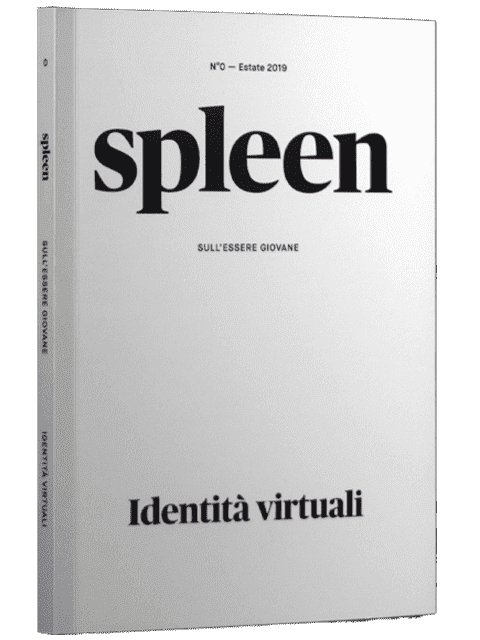 N°0 — Estate 2019
spleen
SULL'ESSERE GIOVANE
Identità virtuali
0
spleen
SULL'ESSERE GIOVANE
IDENTITÀ VIRTUALI